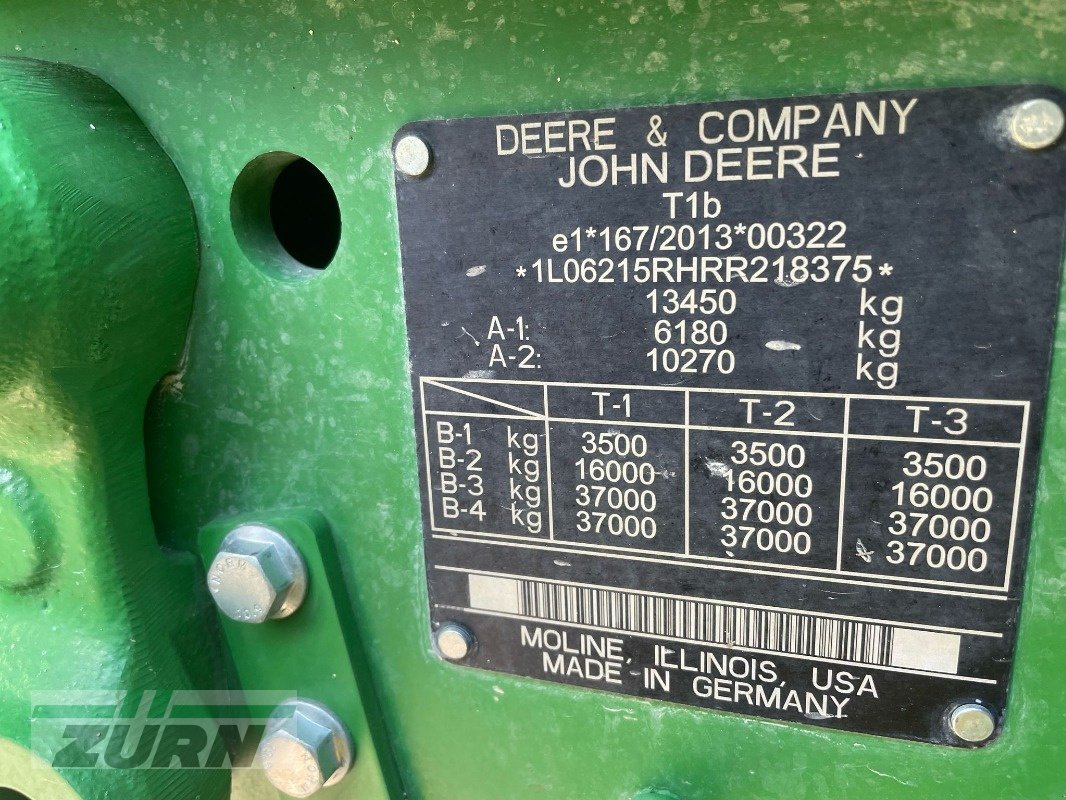 DEERE & COMPANY
JOHN DEERE
T1b
e1*167/2013*00322
*1L06215RHRR218375*
13450 kg
A-1: 6180 kg
A-2: 10270 kg
T-1 T-2 T-3
B-1 kg 3500 3500 3500
B-2 kg 16000 16000 16000
B-3 kg 37000 37000 37000
B-4 kg 37000 37000 37000
MOLINE, ILLINOIS, USA
MADE IN GERMANY
ZÜRN